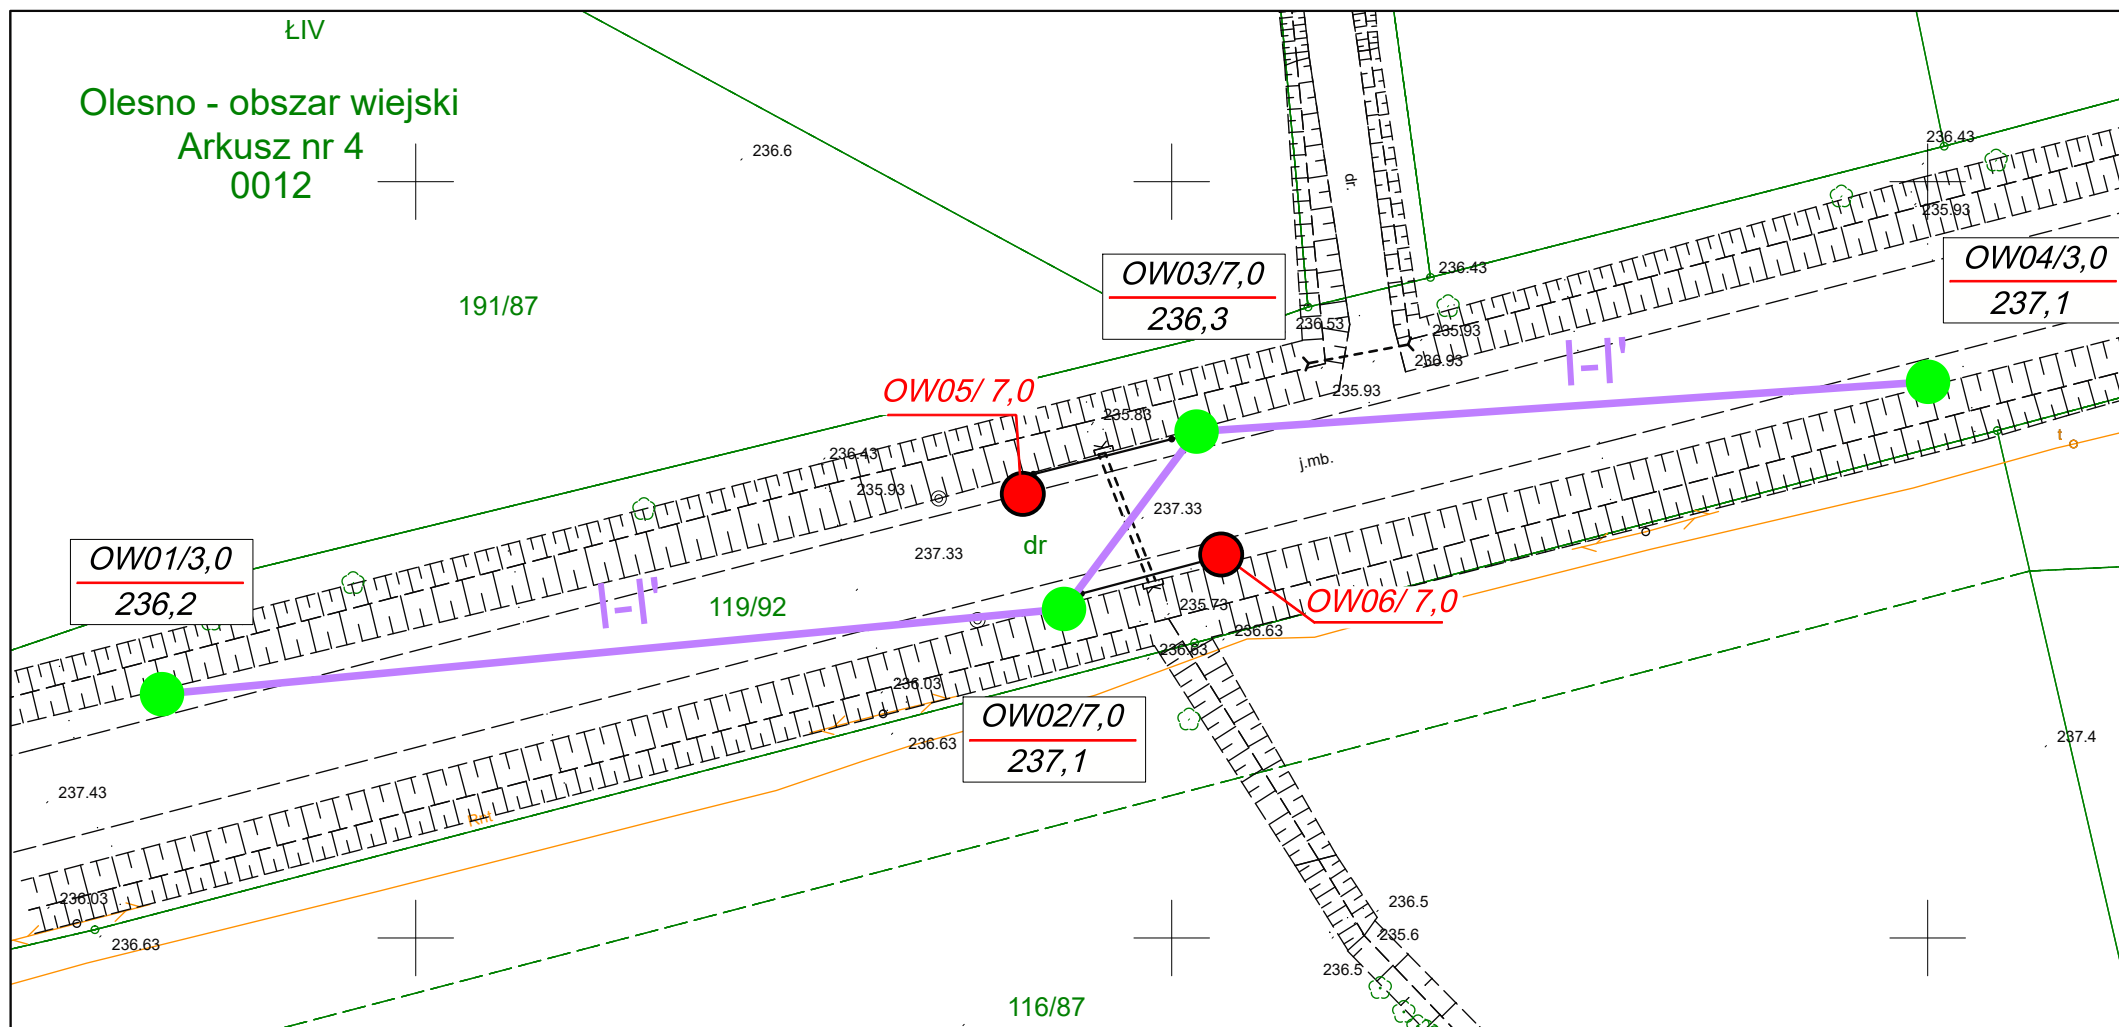 ŁIV
Olesno - obszar wiejski
Arkusz nr 4
0012
236.6
236.43
235.93
dr.
191/87
OW03/7,0
236,3
236.43
OW04/3,0
237,1
236.53
235.93
236.93
I-I'
OW05/ 7,0
235.93
235.83
236.43
j.mb.
t
235.93
237.33
237.33
dr
OW01/3,0
236,2
I-I'
119/92
235.73
OW06/ 7,0
236.63
236.63
236.03
OW02/7,0
237,1
236.63
237.4
237.43
236.03
236.63
236.5
235.6
236.5
116/87